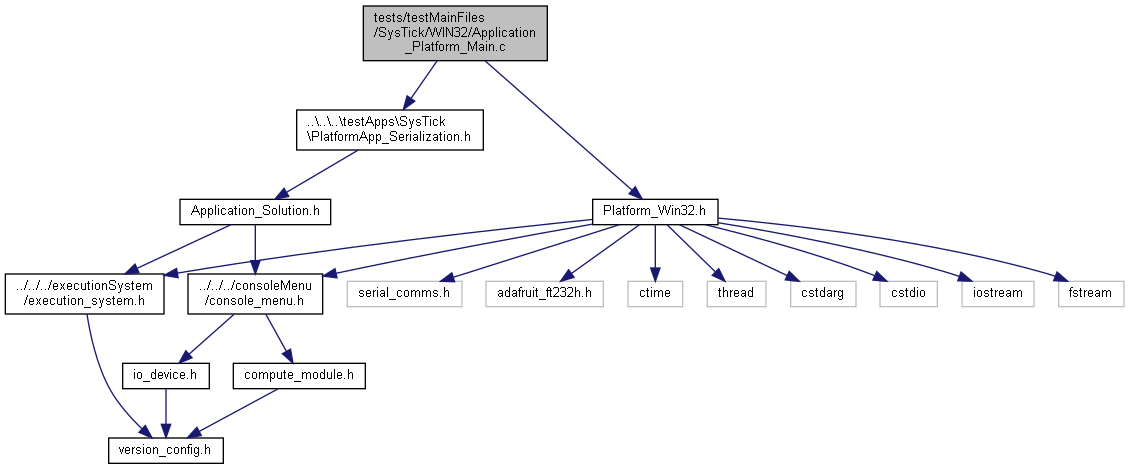 tests/testMainFiles
/SysTick/WIN32/Application
_Platform_Main.c
..\..\..\testApps\SysTick
\PlatformApp_Serialization.h
Application_Solution.h
Platform_Win32.h
../../../executionSystem
/execution_system.h
../../../consoleMenu
/console_menu.h
serial_comms.h
adafruit_ft232h.h
ctime
thread
cstdarg
cstdio
iostream
fstream
io_device.h
compute_module.h
version_config.h